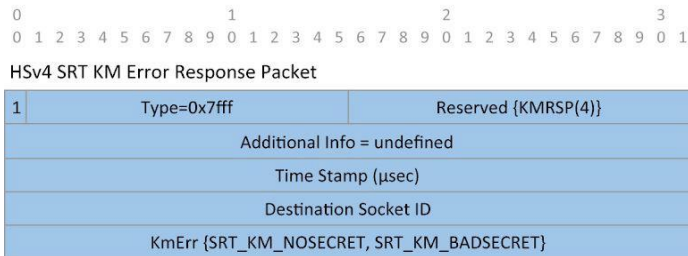 0 1 2 3
0 1 2 3 4 5 6 7 8 9 0 1 2 3 4 5 6 7 8 9 0 1 2 3 4 5 6 7 8 9 0 1
HSv4 SRT KM Error Response Packet
1 Type=0x7fff Reserved {KMRSP(4)}
Additional Info = undefined
Time Stamp (μsec)
Destination Socket ID
KmErr {SRT_KM_NOSECRET, SRT_KM_BADSECRET}